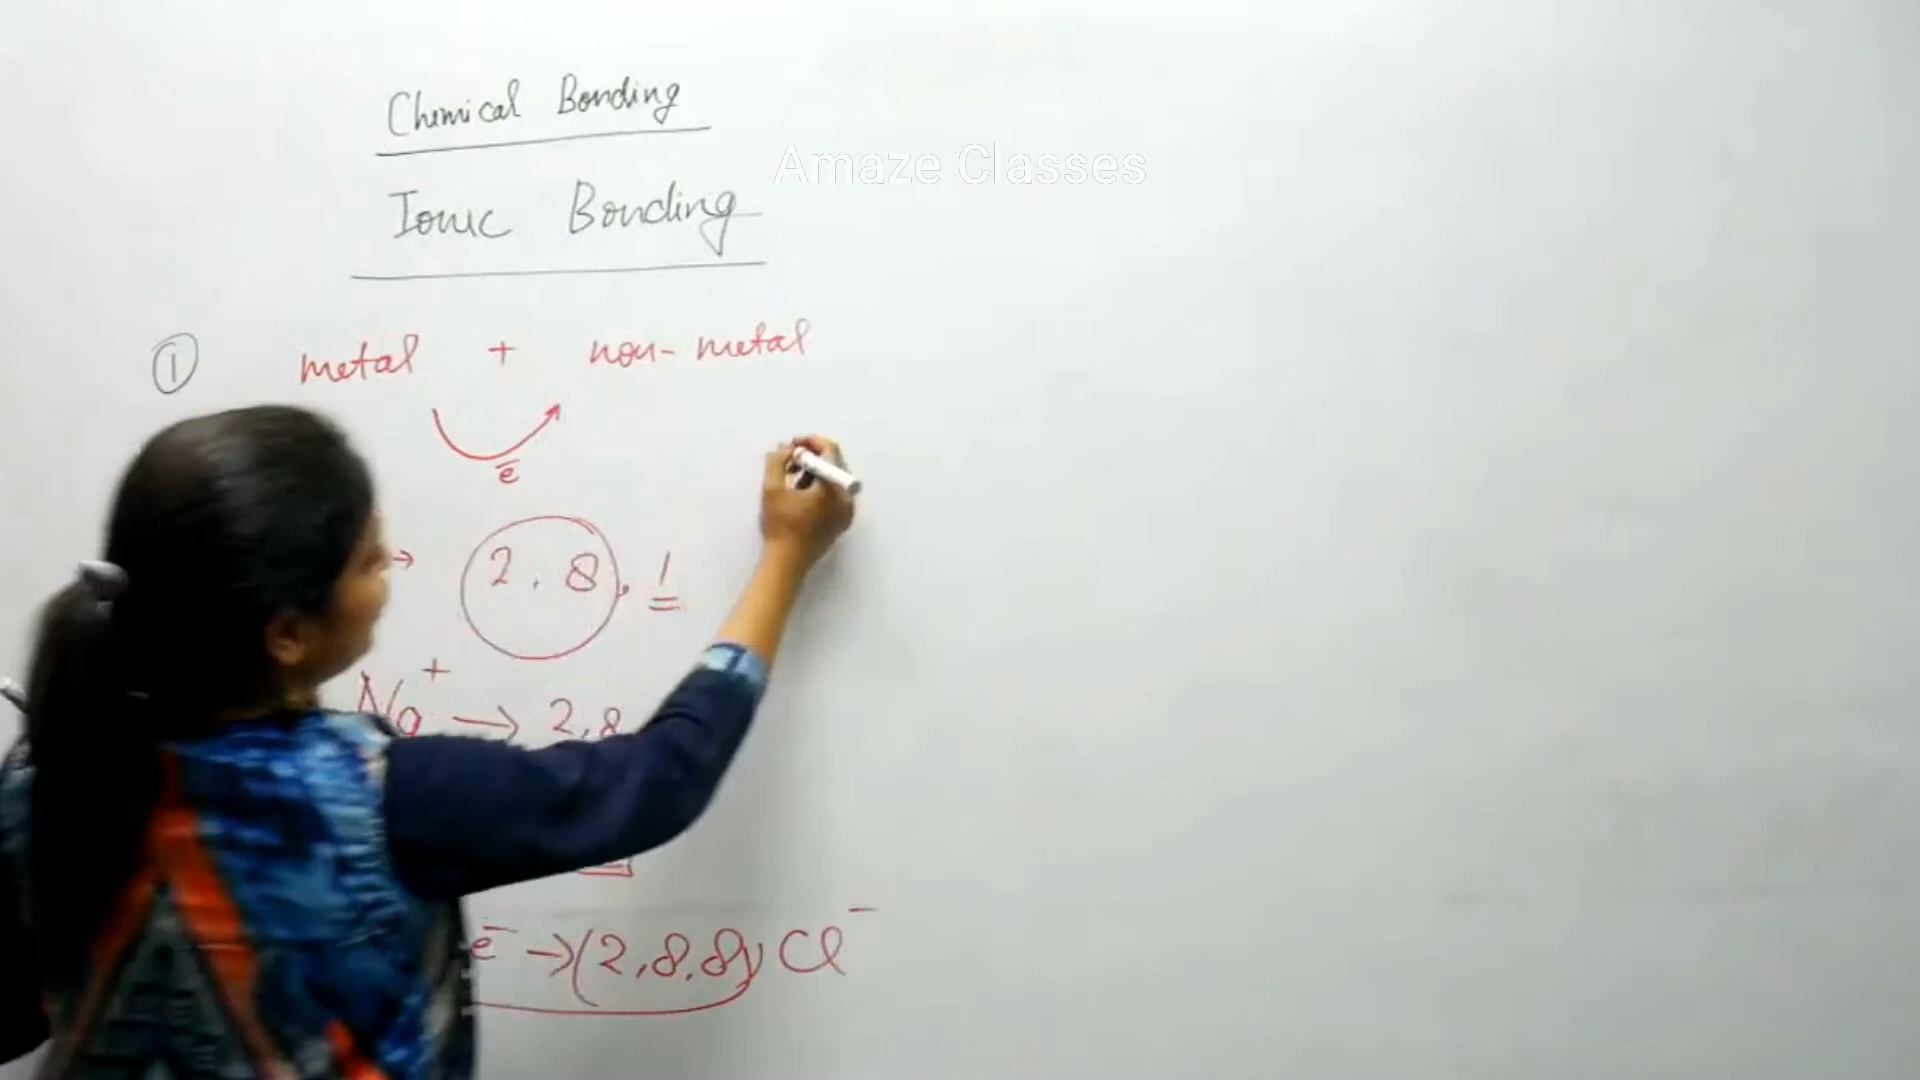 Chemical Bonding
Amaze Classes
Ionic Bonding
① metal + non-metal
e̅
→ 2, 8, 1
Na⁺ → 2,8
e⁻ → (2,8,8) Cl⁻